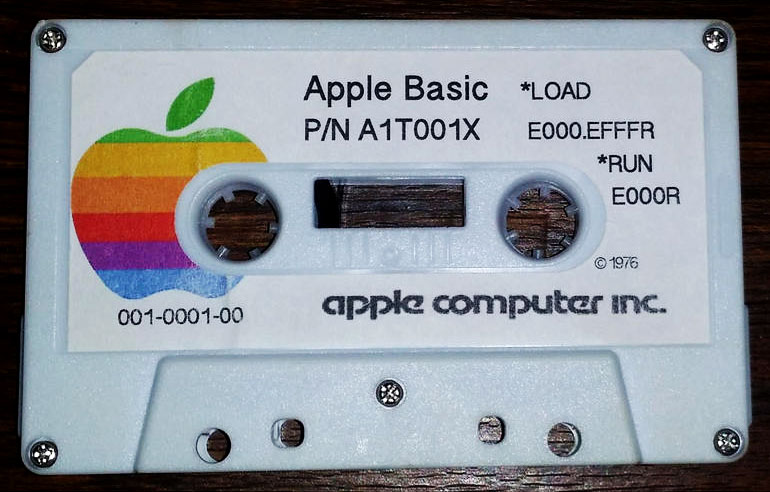 Apple Basic *LOAD
P/N A1T001X E000.EFFFR
*RUN
E000R
© 1976
apple computer inc.
001-0001-00